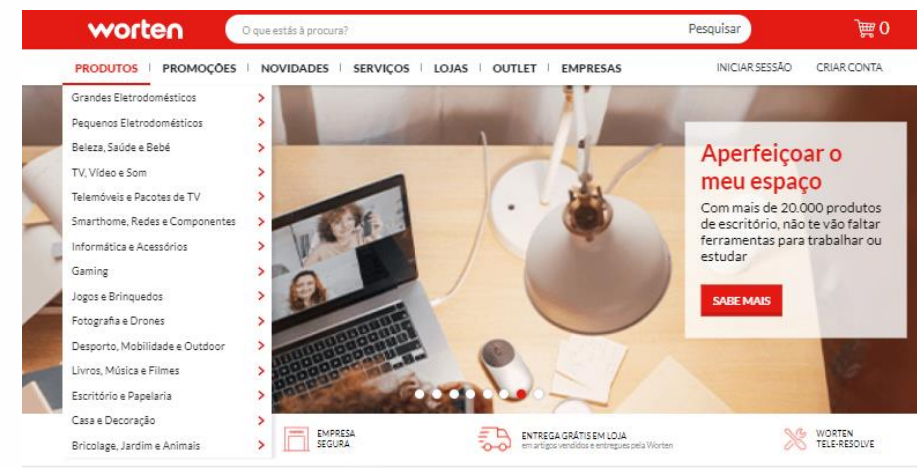 worten
O que estás à procura?
Pesquisar
0
PRODUTOS
PROMOÇÕES
NOVIDADES
SERVIÇOS
LOJAS
OUTLET
EMPRESAS
INICIAR SESSÃO
CRIAR CONTA
Grandes Eletrodomésticos
Pequenos Eletrodomésticos
Beleza, Saúde e Bebé
TV, Vídeo e Som
Telemóveis e Pacotes de TV
Smarthome, Redes e Componentes
Informática e Acessórios
Gaming
Jogos e Brinquedos
Fotografia e Drones
Desporto, Mobilidade e Outdoor
Livros, Música e Filmes
Escritório e Papelaria
Casa e Decoração
Bricolage, Jardim e Animais
Aperfeiçoar o
meu espaço
Com mais de 20.000 produtos
de escritório, não te vão faltar
ferramentas para trabalhar ou
estudar
SABE MAIS
EMPRESA
SEGURA
ENTREGA GRÁTIS EM LOJA
em artigos vendidos e entregues pela Worten
WORTEN
TELE-RESOLVE